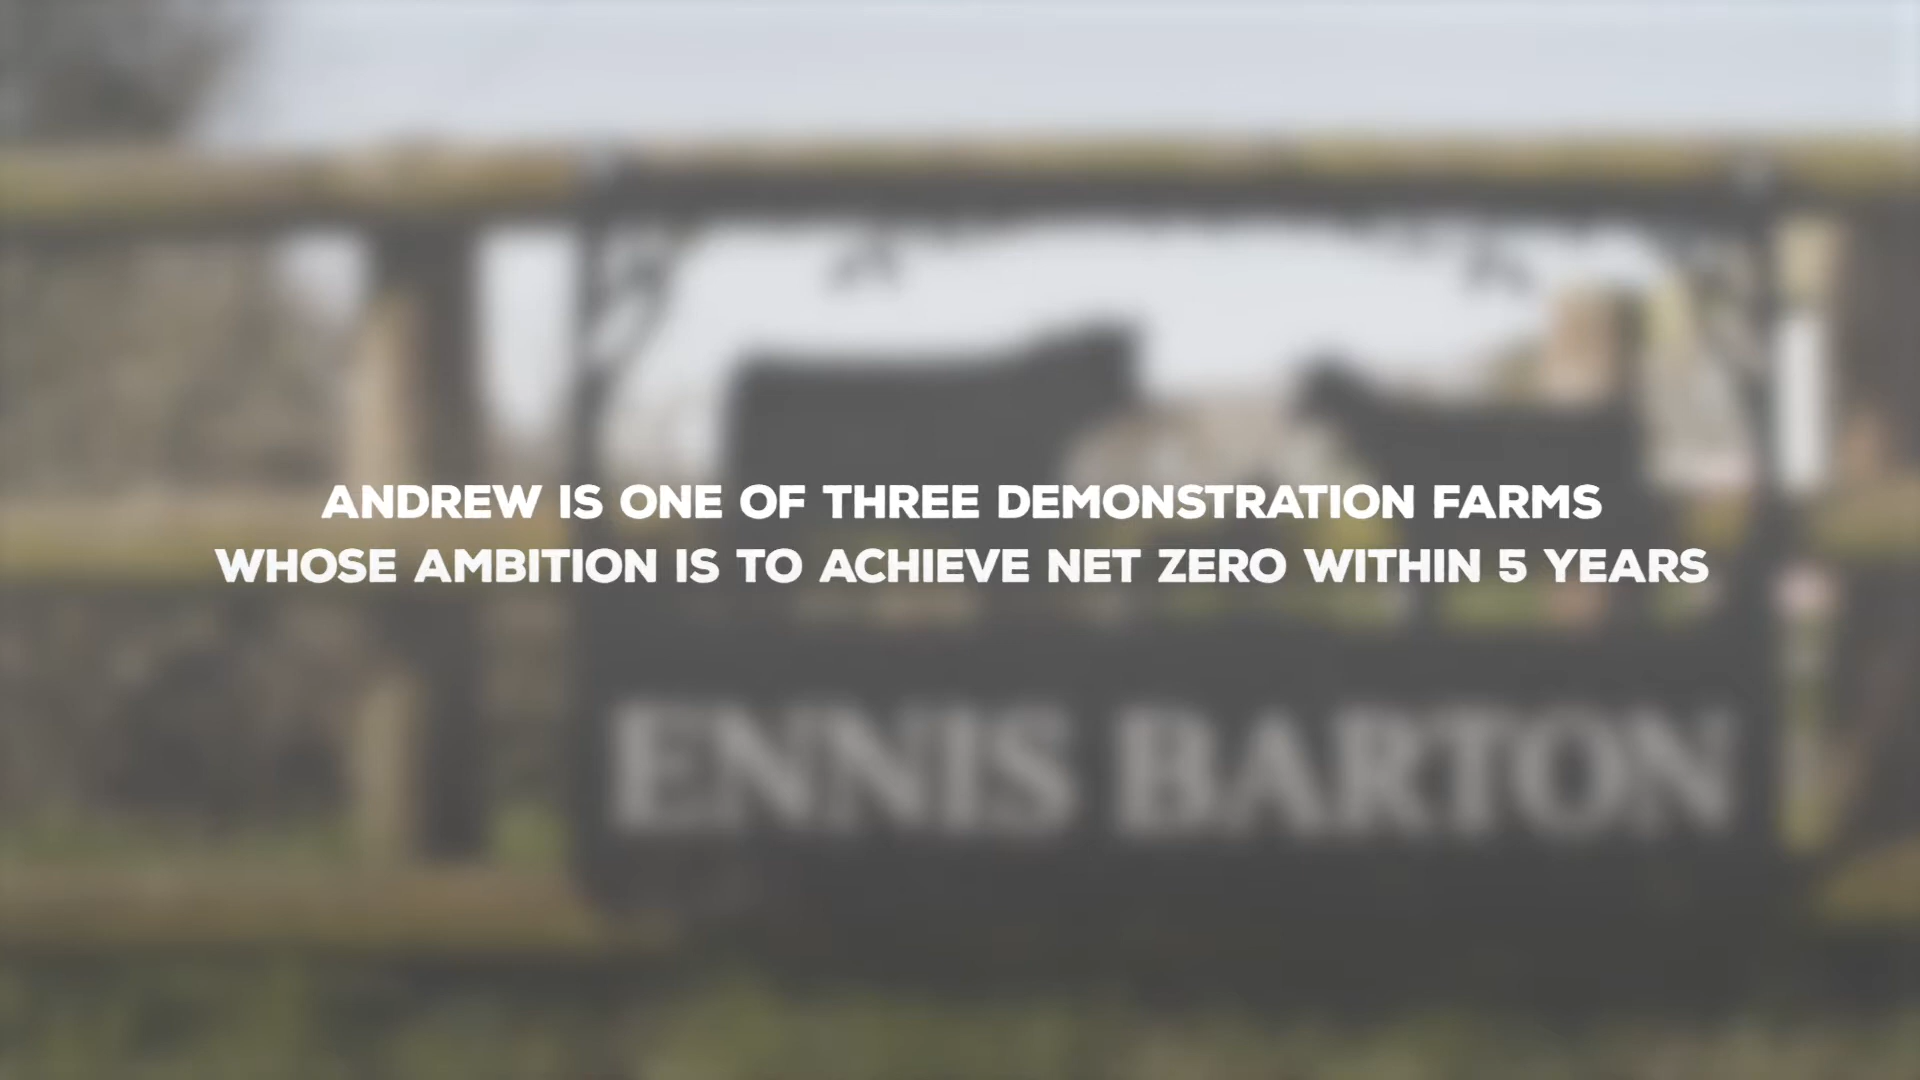 ANDREW IS ONE OF THREE DEMONSTRATION FARMS
WHOSE AMBITION IS TO ACHIEVE NET ZERO WITHIN 5 YEARS
ENNIS BARTON